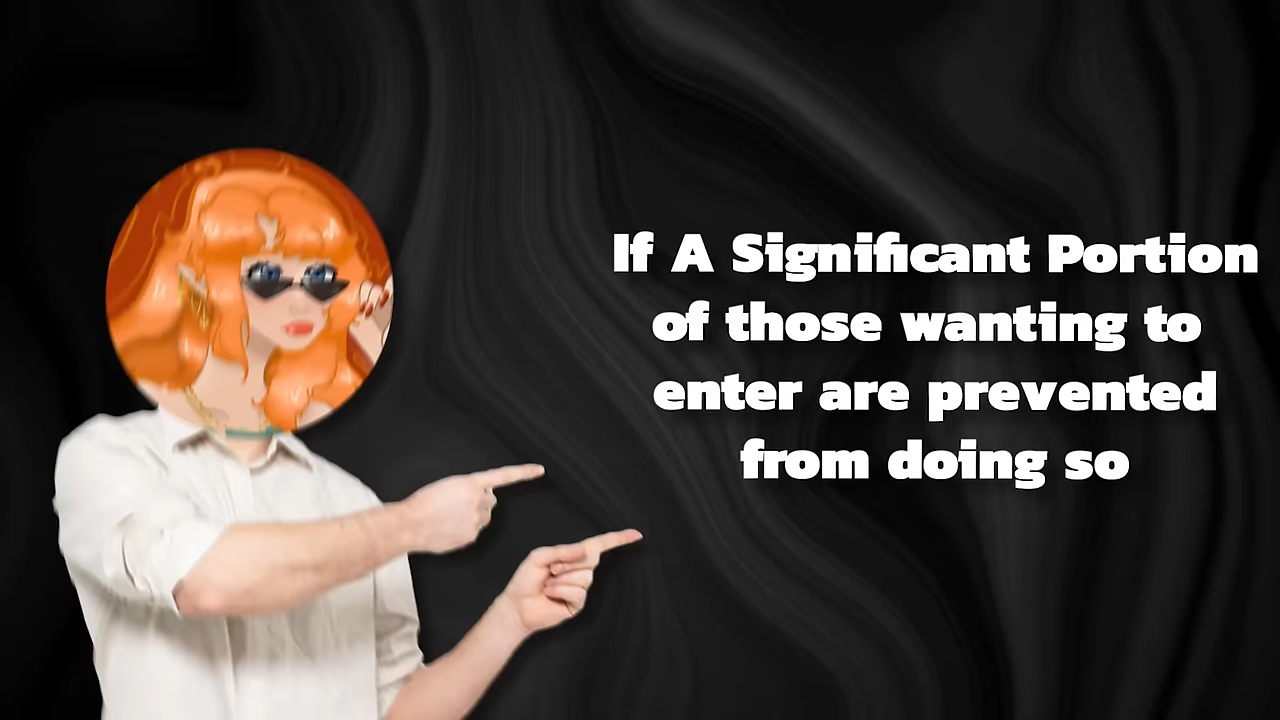 If A Significant Portion
of those wanting to
enter are prevented
from doing so